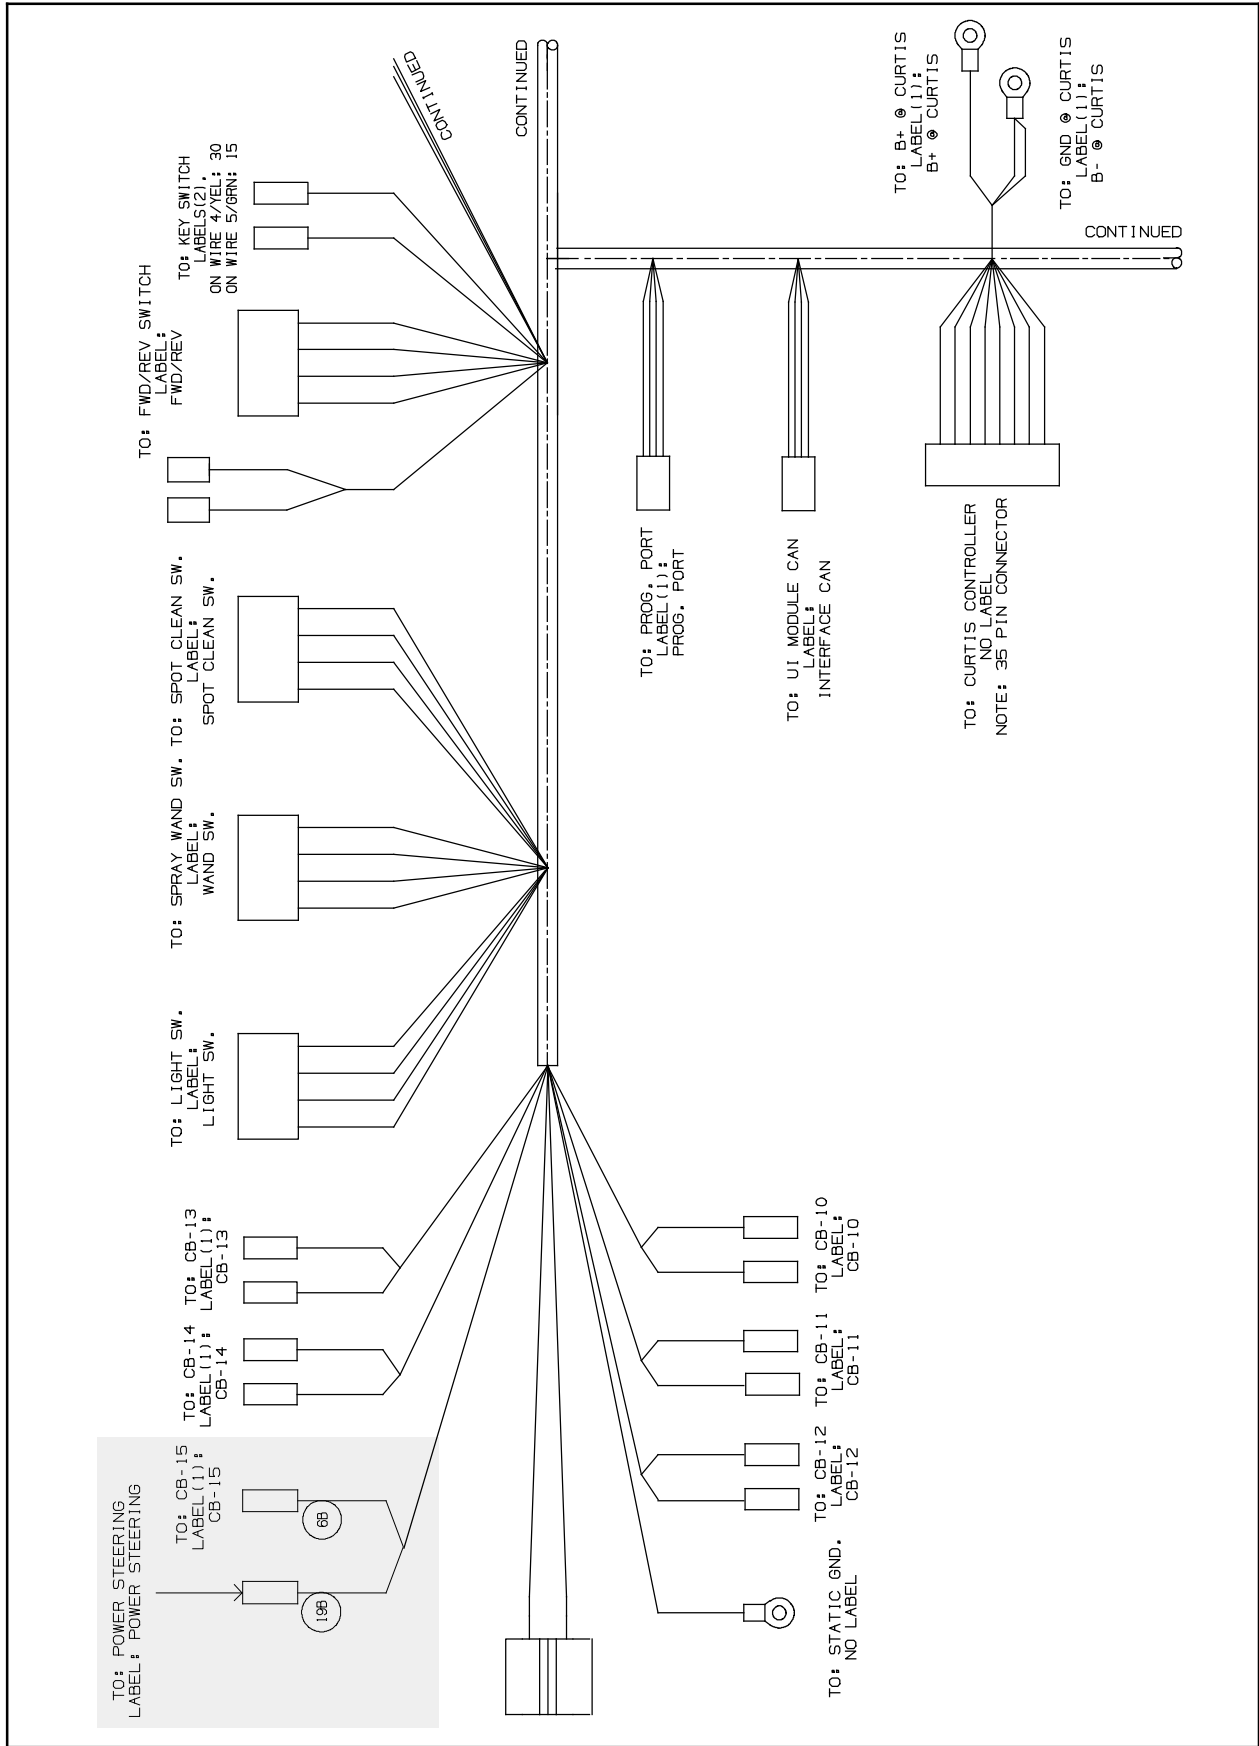 TO: POWER STEERING
LABEL: POWER STEERING
TO: CB-15
LABEL(1):
CB-15
6B
19B
TO: CB-14
LABEL(1):
CB-14
TO: CB-13
LABEL(1):
CB-13
TO: LIGHT SW.
LABEL:
LIGHT SW.
TO: SPRAY WAND SW.
LABEL:
WAND SW.
TO: SPOT CLEAN SW.
LABEL:
SPOT CLEAN SW.
TO: FWD/REV SWITCH
LABEL:
FWD/REV
TO: KEY SWITCH
LABELS(2),
ON WIRE 4/YEL: 30
ON WIRE 5/GRN: 15
CONTINUED
CONTINUED
TO: STATIC GND.
NO LABEL
TO: CB-12
LABEL:
CB-12
TO: CB-11
LABEL:
CB-11
TO: CB-10
LABEL:
CB-10
TO: PROG. PORT
LABEL(1):
PROG. PORT
TO: UI MODULE CAN
LABEL:
INTERFACE CAN
TO: CURTIS CONTROLLER
NO LABEL
NOTE: 35 PIN CONNECTOR
TO: B+ @ CURTIS
LABEL(1):
B+ @ CURTIS
TO: GND @ CURTIS
LABEL(1):
B- @ CURTIS
CONTINUED